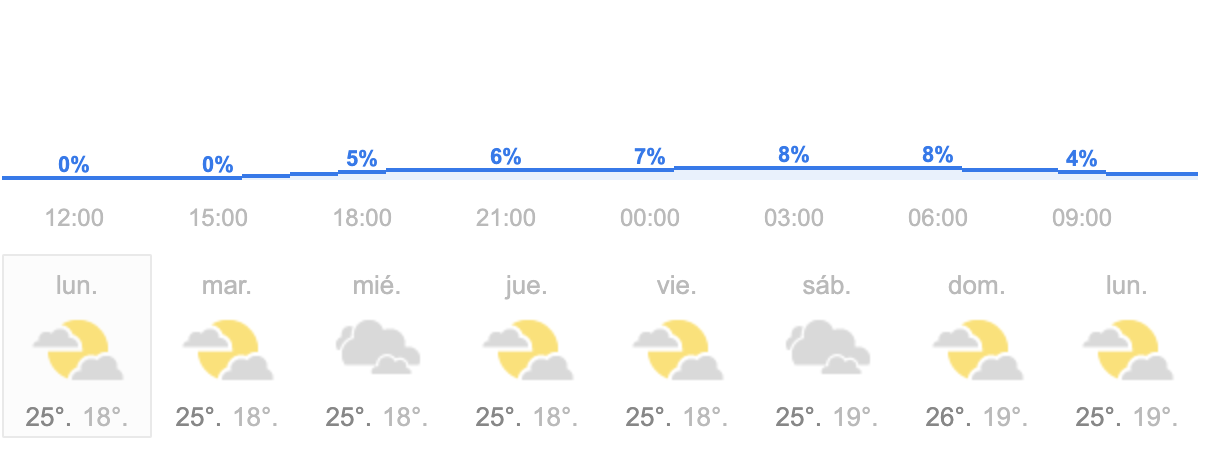 0% 0% 5% 6% 7% 8% 8% 4%
12:00 15:00 18:00 21:00 00:00 03:00 06:00 09:00
lun. mar. mié. jue. vie. sáb. dom. lun.
25°. 18°. 25°. 18°. 25°. 18°. 25°. 18°. 25°. 18°. 25°. 19°. 26°. 19°. 25°. 19°.